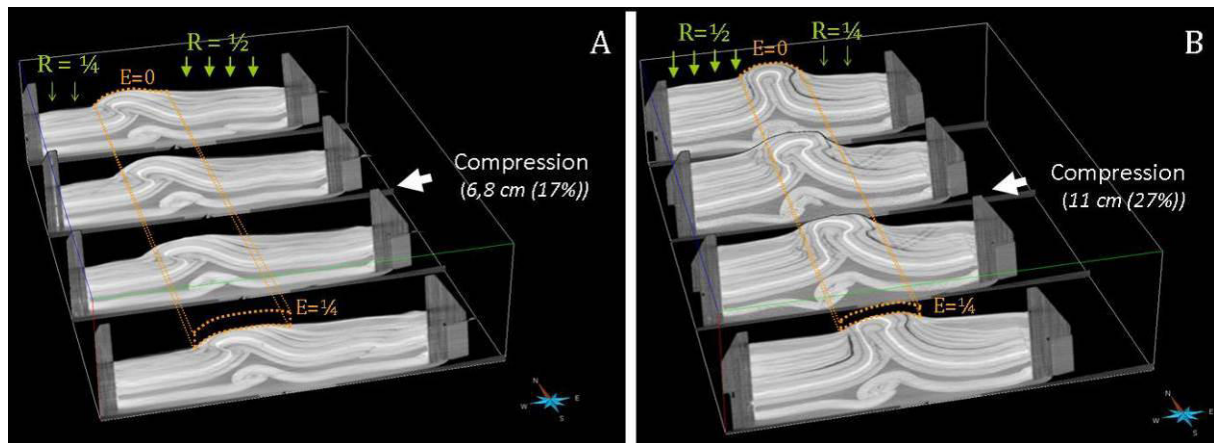 A
R = ¼
E=0
R = ½
Compression
(6,8 cm (17%))
E=¼
N
W
E
S
B
R=½
E=0
R=¼
Compression
(11 cm (27%))
E=¼
N
W
E
S